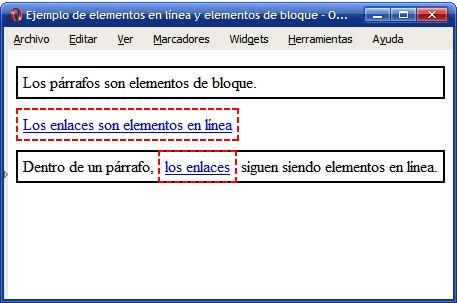 Ejemplo de elementos en línea y elementos de bloque - O...
Archivo Editar Ver Marcadores Widgets Herramientas Ayuda
Los párrafos son elementos de bloque.
Los enlaces son elementos en línea
Dentro de un párrafo, los enlaces siguen siendo elementos en línea.